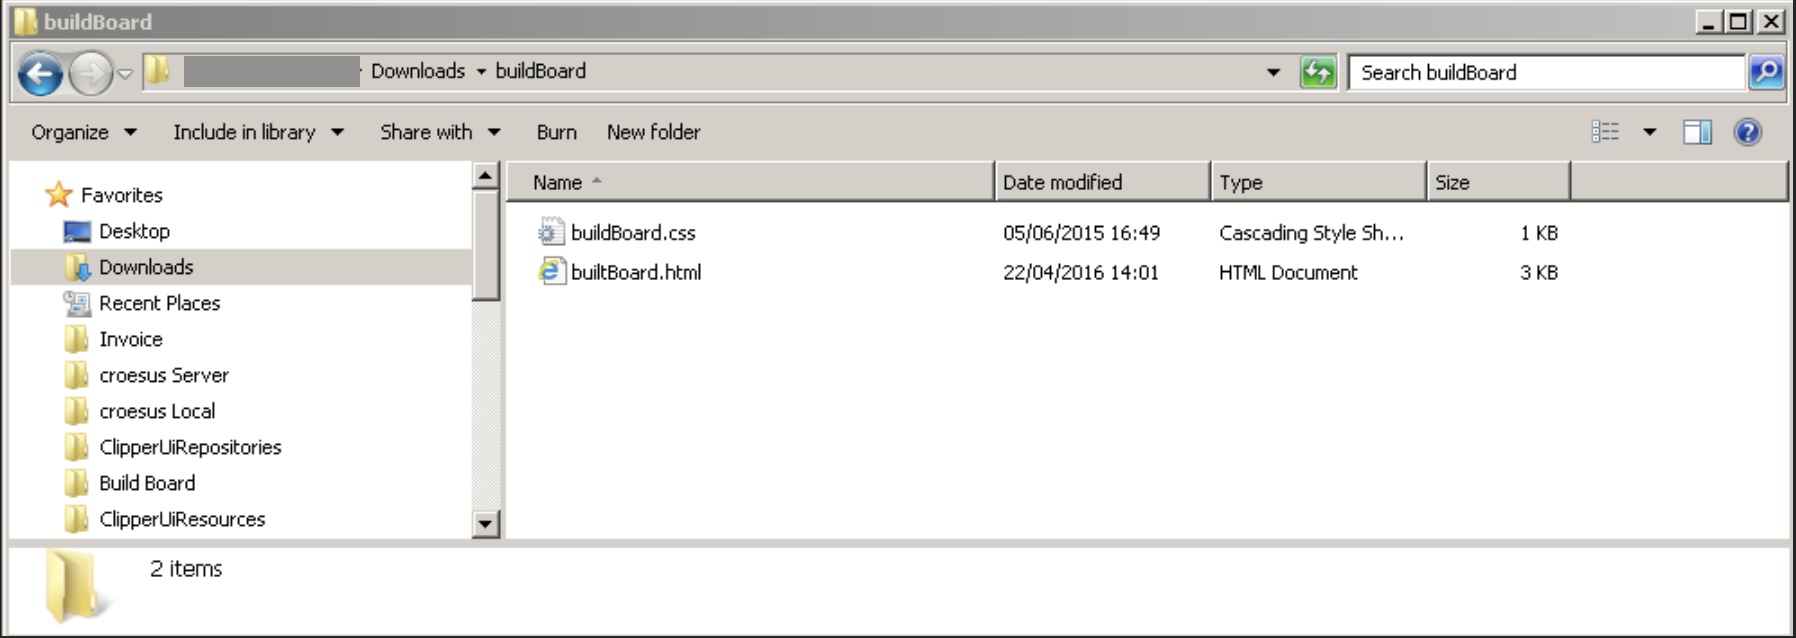 buildBoard
Downloads buildBoard
Search buildBoard
Organize Include in library Share with Burn New folder
Name Date modified Type Size
Favorites
Desktop
Downloads
Recent Places
Invoice
croesus Server
croesus Local
ClipperUiRepositories
Build Board
ClipperUiResources
buildBoard.css 05/06/2015 16:49 Cascading Style Sh... 1 KB
builtBoard.html 22/04/2016 14:01 HTML Document 3 KB
2 items